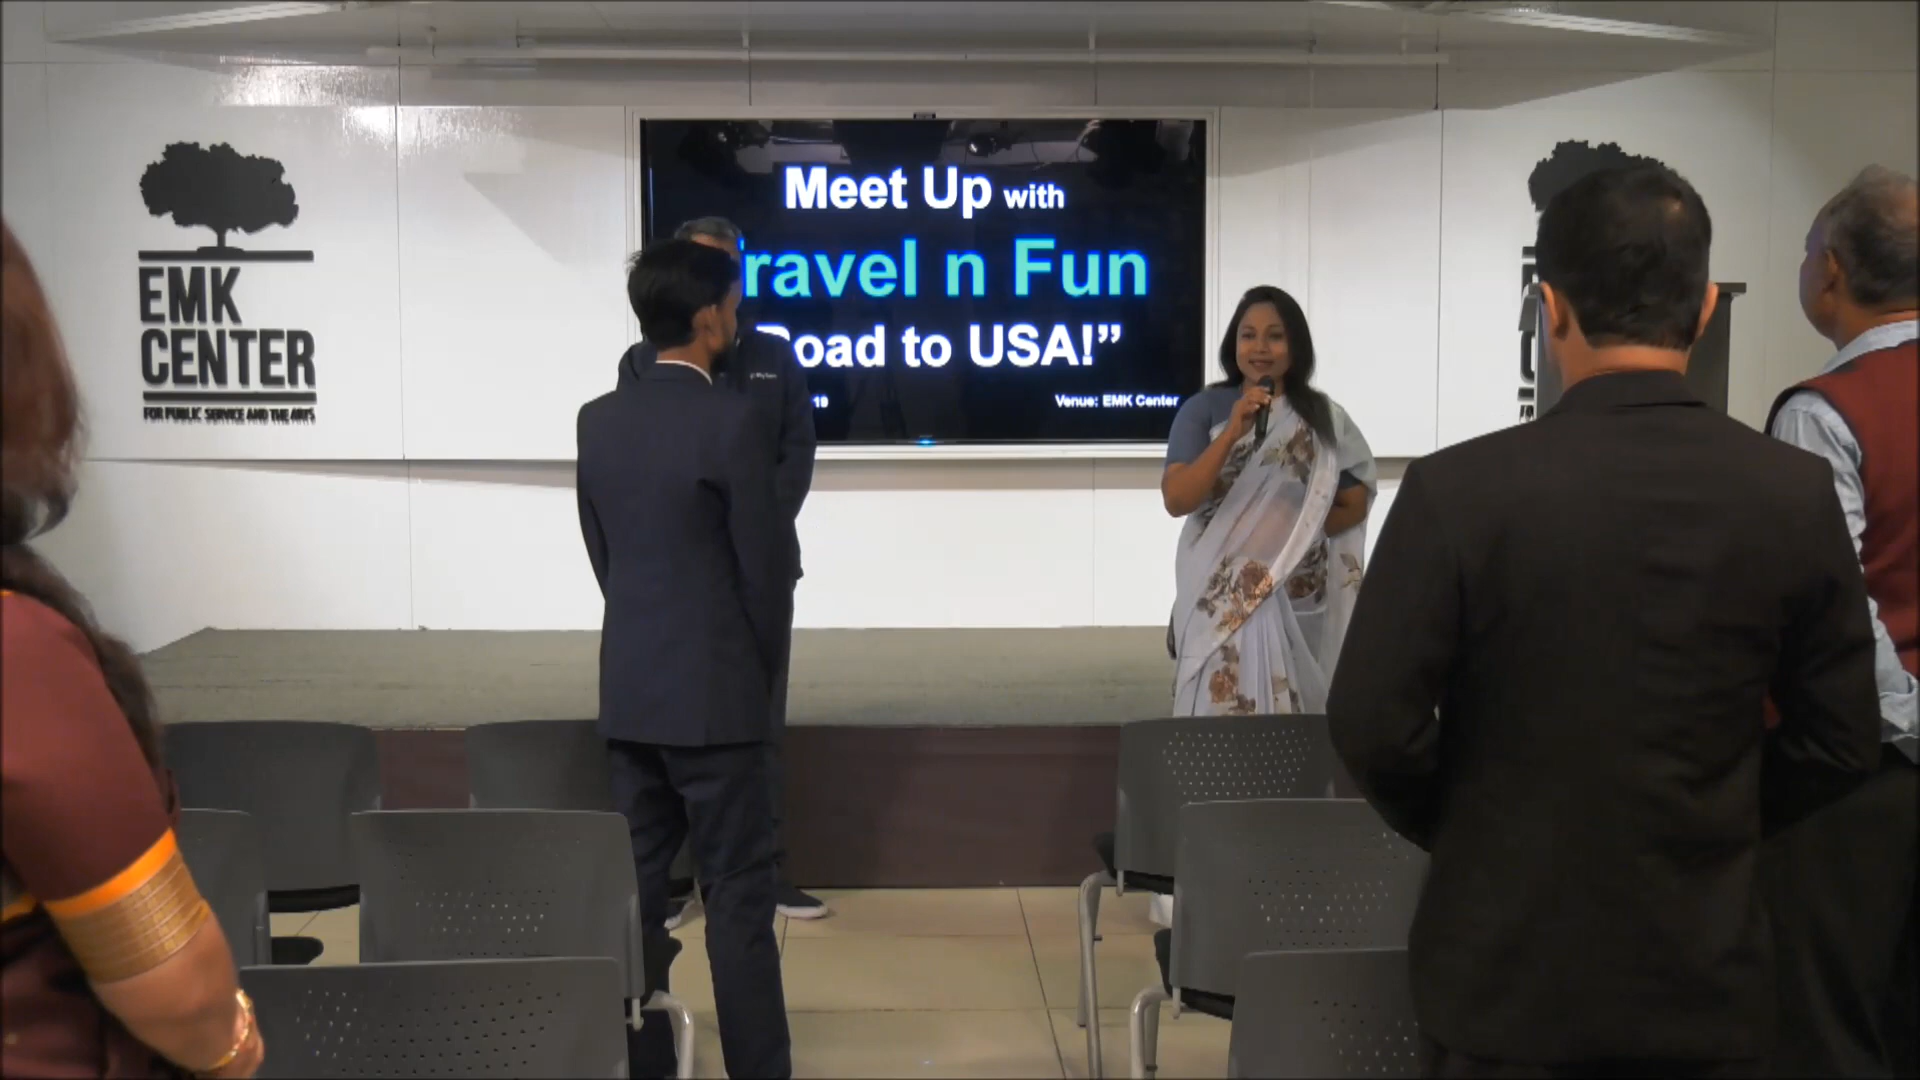 Meet Up with
ravel n Fun
oad to USA!”
19
Venue: EMK Center
EMK
CENTER
FOR PUBLIC SERVICE AND THE ARTS